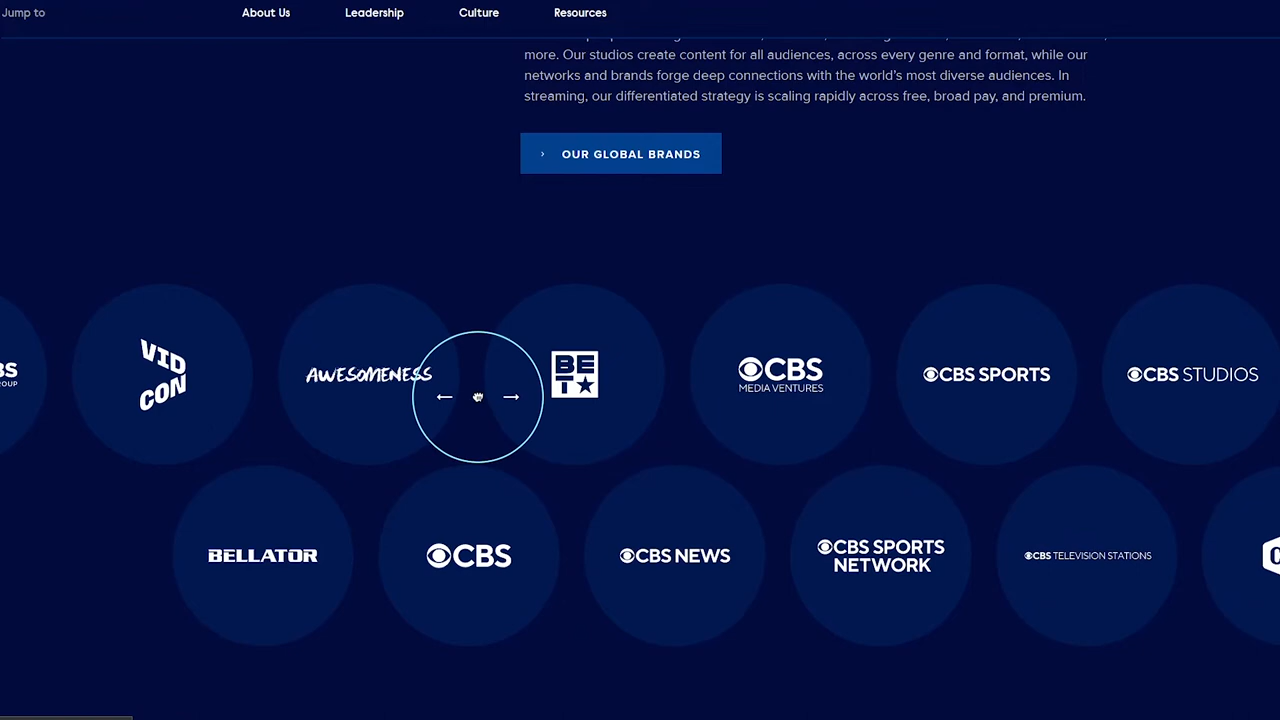 Jump to
About Us
Leadership
Culture
Resources
more. Our studios create content for all audiences, across every genre and format, while our
networks and brands forge deep connections with the world's most diverse audiences. In
streaming, our differentiated strategy is scaling rapidly across free, broad pay, and premium.
› OUR GLOBAL BRANDS
VID
CON
AWESOMENESS
BE
T★
CBS
MEDIA VENTURES
CBS SPORTS
CBS STUDIOS
BELLATOR
CBS
CBS NEWS
CBS SPORTS
NETWORK
CBS TELEVISION STATIONS